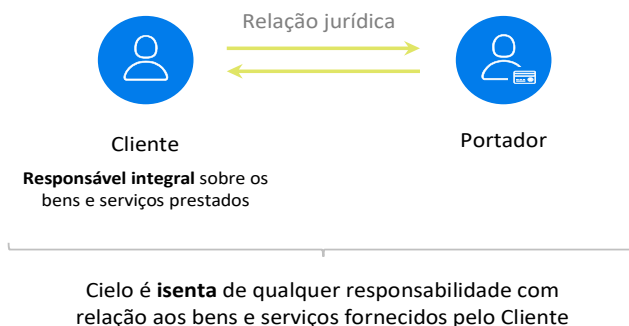 Relação jurídica
Cliente
Portador
Responsável integral sobre os
bens e serviços prestados
Cielo é isenta de qualquer responsabilidade com
relação aos bens e serviços fornecidos pelo Cliente